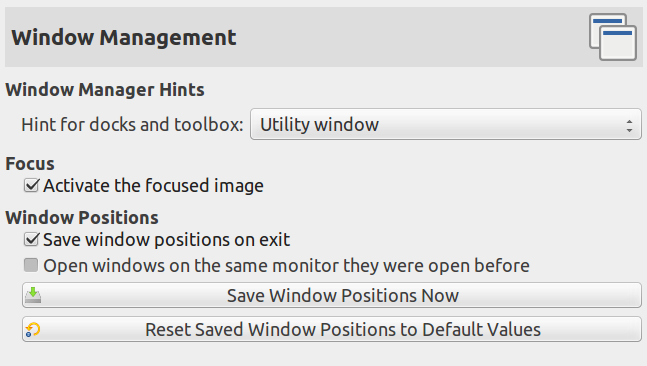 Window Management
Window Manager Hints
Hint for docks and toolbox: Utility window
Focus
Activate the focused image
Window Positions
Save window positions on exit
Open windows on the same monitor they were open before
Save Window Positions Now
Reset Saved Window Positions to Default Values